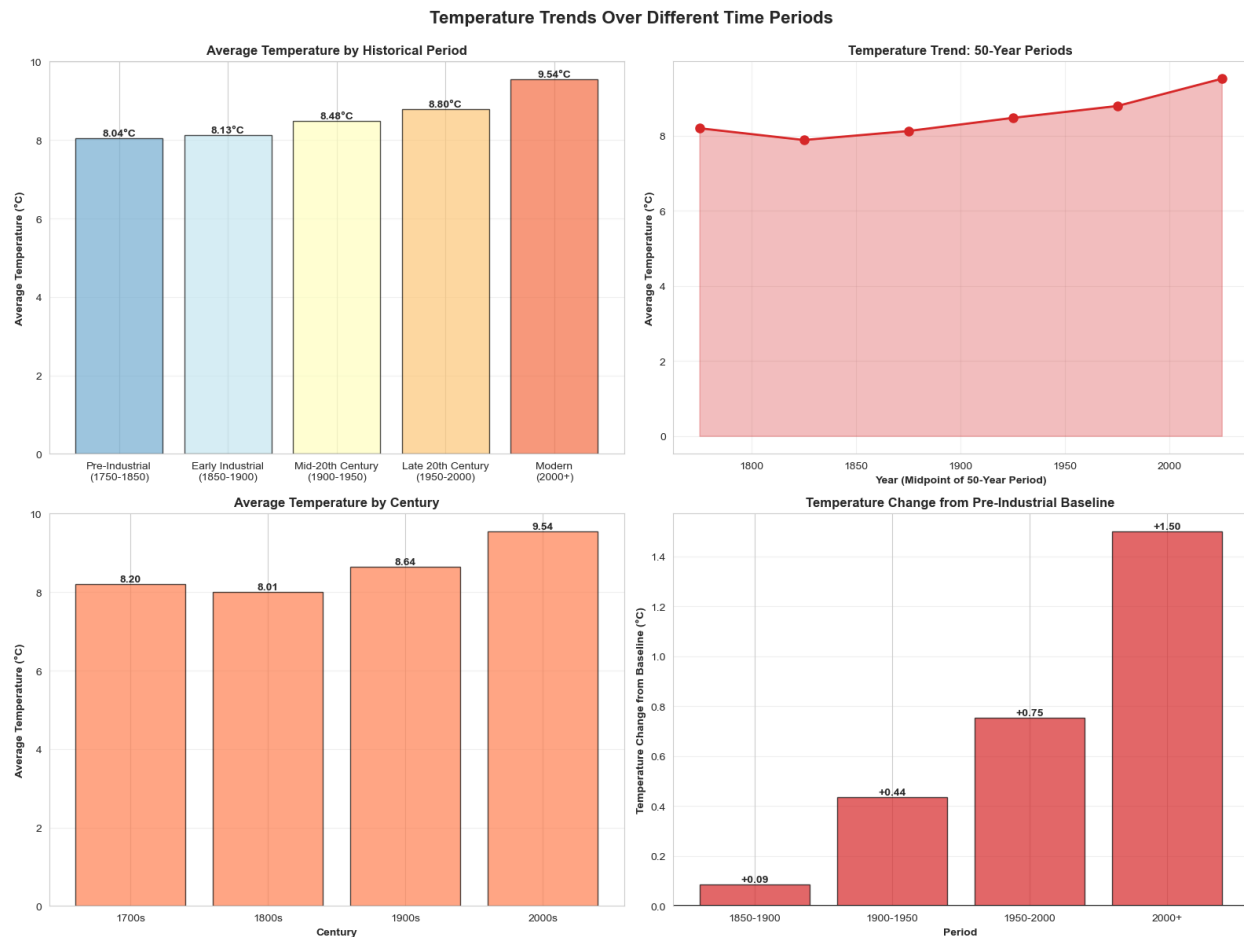 Temperature Trends Over Different Time Periods
Average Temperature by Historical Period
Average Temperature (°C)
10
8
6
4
2
0
8.04°C
8.13°C
8.48°C
8.80°C
9.54°C
Pre-Industrial
(1750-1850)
Early Industrial
(1850-1900)
Mid-20th Century
(1900-1950)
Late 20th Century
(1950-2000)
Modern
(2000+)
Temperature Trend: 50-Year Periods
Average Temperature (°C)
8
6
4
2
0
1800
1850
1900
1950
2000
Year (Midpoint of 50-Year Period)
Average Temperature by Century
Average Temperature (°C)
10
8
6
4
2
0
8.20
8.01
8.64
9.54
1700s
1800s
1900s
2000s
Century
Temperature Change from Pre-Industrial Baseline
Temperature Change from Baseline (°C)
1.4
1.2
1.0
0.8
0.6
0.4
0.2
0.0
+0.09
+0.44
+0.75
+1.50
1850-1900
1900-1950
1950-2000
2000+
Period